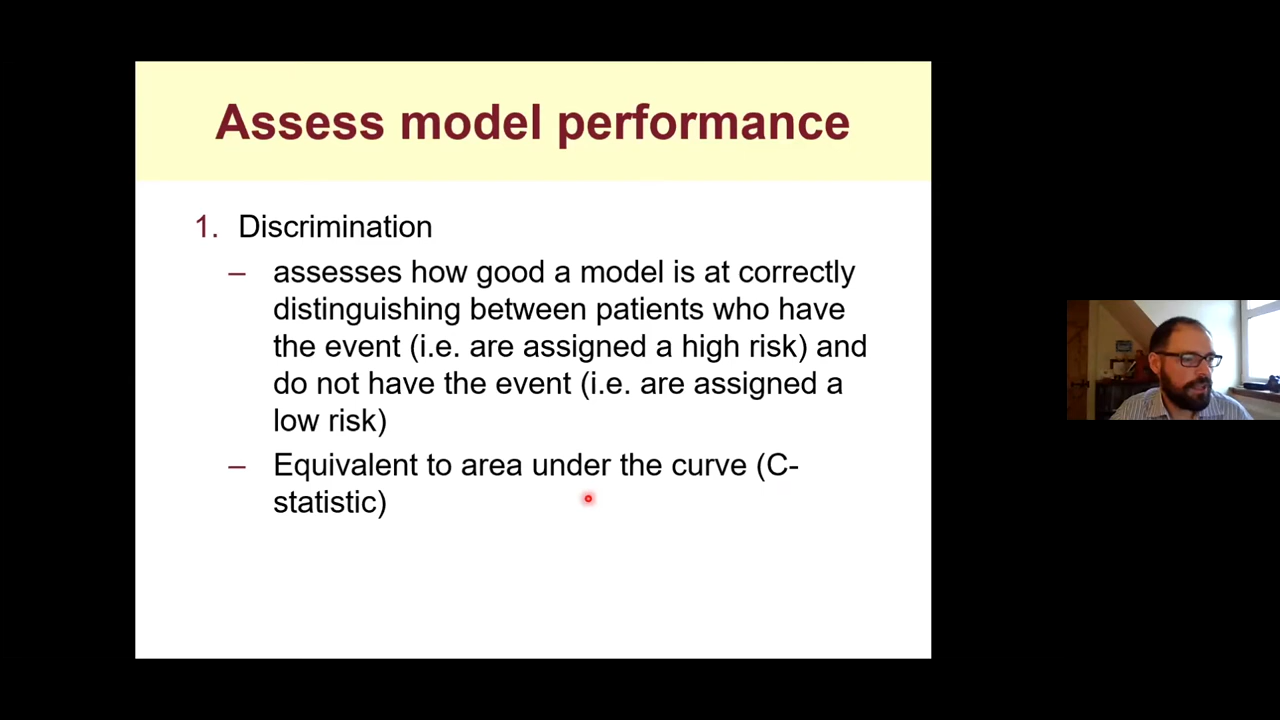 Assess model performance
1. Discrimination
– assesses how good a model is at correctly
distinguishing between patients who have
the event (i.e. are assigned a high risk) and
do not have the event (i.e. are assigned a
low risk)
– Equivalent to area under the curve (C-
statistic)